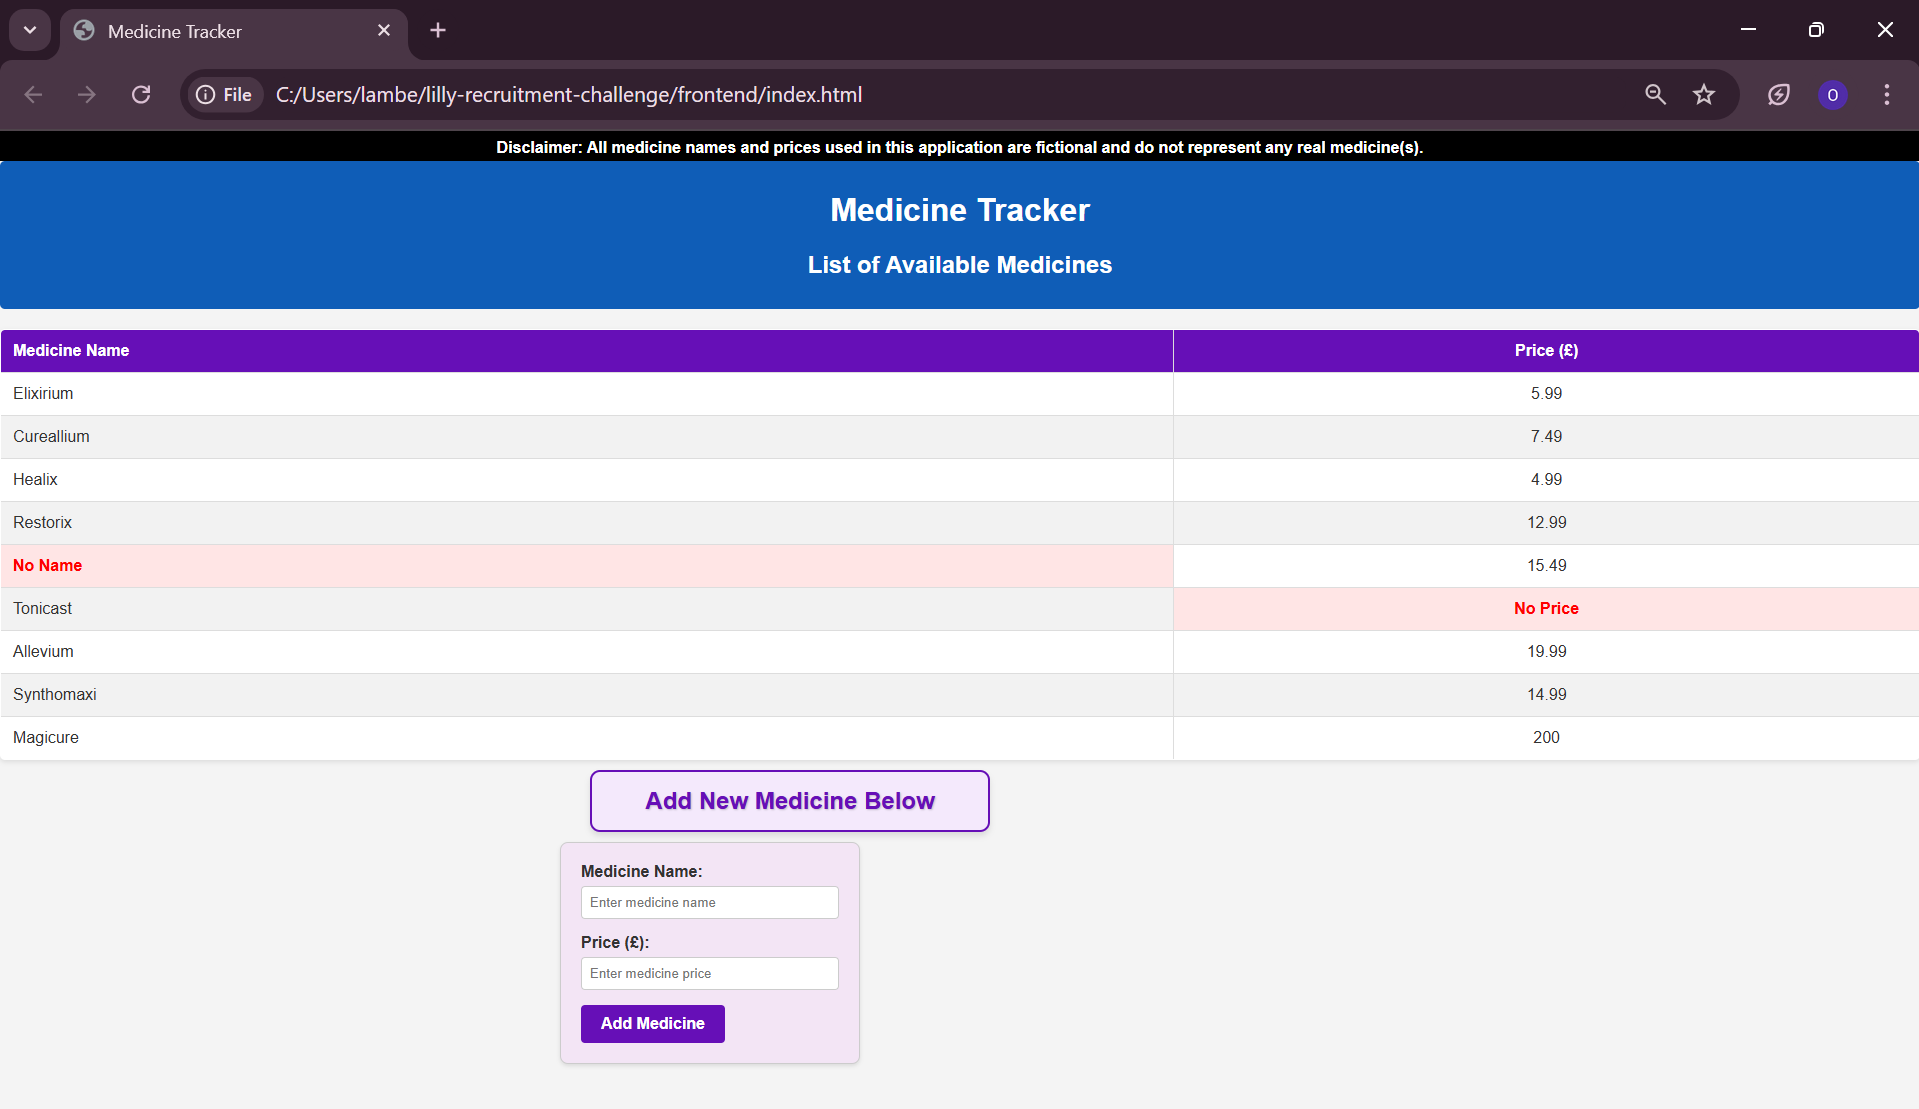 Medicine Tracker
File C:/Users/lambe/lilly-recruitment-challenge/frontend/index.html O
Disclaimer: All medicine names and prices used in this application are fictional and do not represent any real medicine(s).
Medicine Tracker
List of Available Medicines
Medicine Name Price (£)
Elixirium 5.99
Cureallium 7.49
Healix 4.99
Restorix 12.99
No Name 15.49
Tonicast No Price
Allevium 19.99
Synthomaxi 14.99
Magicure 200
Add New Medicine Below
Medicine Name:
Enter medicine name
Price (£):
Enter medicine price
Add Medicine